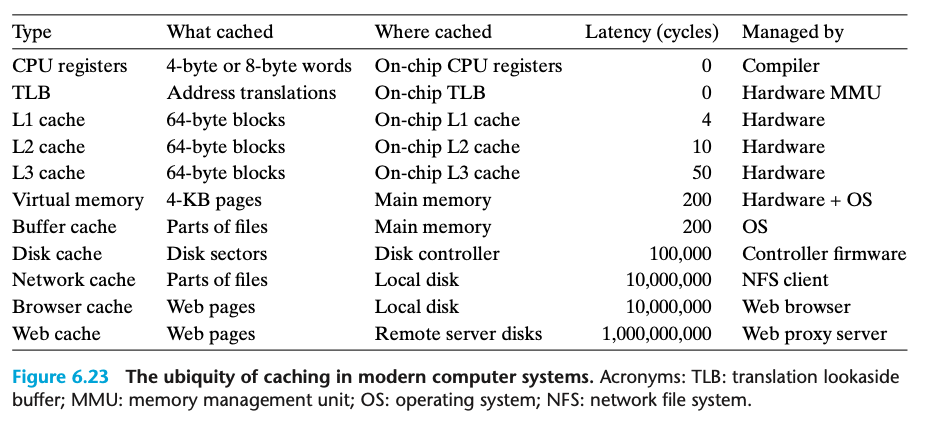 Type What cached Where cached Latency (cycles) Managed by
CPU registers 4-byte or 8-byte words On-chip CPU registers 0 Compiler
TLB Address translations On-chip TLB 0 Hardware MMU
L1 cache 64-byte blocks On-chip L1 cache 4 Hardware
L2 cache 64-byte blocks On-chip L2 cache 10 Hardware
L3 cache 64-byte blocks On-chip L3 cache 50 Hardware
Virtual memory 4-KB pages Main memory 200 Hardware + OS
Buffer cache Parts of files Main memory 200 OS
Disk cache Disk sectors Disk controller 100,000 Controller firmware
Network cache Parts of files Local disk 10,000,000 NFS client
Browser cache Web pages Local disk 10,000,000 Web browser
Web cache Web pages Remote server disks 1,000,000,000 Web proxy server
Figure 6.23 The ubiquity of caching in modern computer systems. Acronyms: TLB: translation lookaside
buffer; MMU: memory management unit; OS: operating system; NFS: network file system.